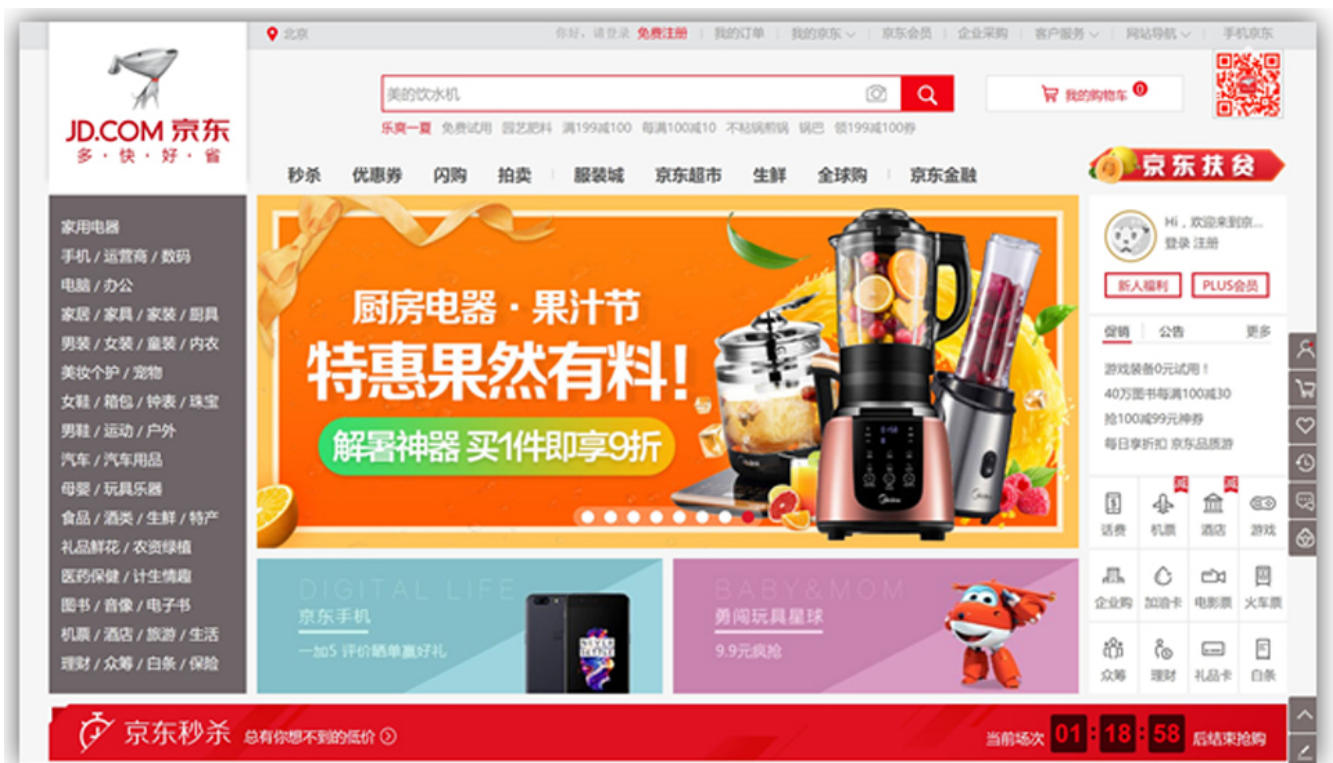 北京
你好，请登录 免费注册 我的订单 我的京东 京东会员 企业采购 客户服务 网站导航 手机京东
美的饮水机
我的购物车 0
JD.COM 京东
多·快·好·省
乐爽一夏 免费试用 园艺肥料 满199减100 每满100减10 不粘锅煎锅 锅巴 领199减100券
秒杀 优惠券 闪购 拍卖 服装城 京东超市 生鲜 全球购 京东金融
京东扶贫
家用电器
手机 / 运营商 / 数码
电脑 / 办公
家居 / 家具 / 家装 / 厨具
男装 / 女装 / 童装 / 内衣
美妆个护 / 宠物
女鞋 / 箱包 / 钟表 / 珠宝
男鞋 / 运动 / 户外
汽车 / 汽车用品
母婴 / 玩具乐器
食品 / 酒类 / 生鲜 / 特产
礼品鲜花 / 农资绿植
医药保健 / 计生情趣
图书 / 音像 / 电子书
机票 / 酒店 / 旅游 / 生活
理财 / 众筹 / 白条 / 保险
厨房电器·果汁节
特惠果然有料！
解暑神器 买1件即享9折
Midea
Hi，欢迎来到京...
登录 注册
新人福利 PLUS会员
促销 公告 更多
游戏装备0元试用！
40万图书每满100减30
抢100减99元神券
每日享折扣 京东品质游
减 减
话费 机票 酒店 游戏
企业购 加油卡 电影票 火车票
众筹 理财 礼品卡 白条
DIGITAL LIFE
京东手机
一加5 评价晒单赢好礼
NEVER
SETTLE
BABY&MOM
勇闯玩具星球
9.9元疯抢
京东秒杀 总有你想不到的低价
当前场次 01:18:58 后结束抢购